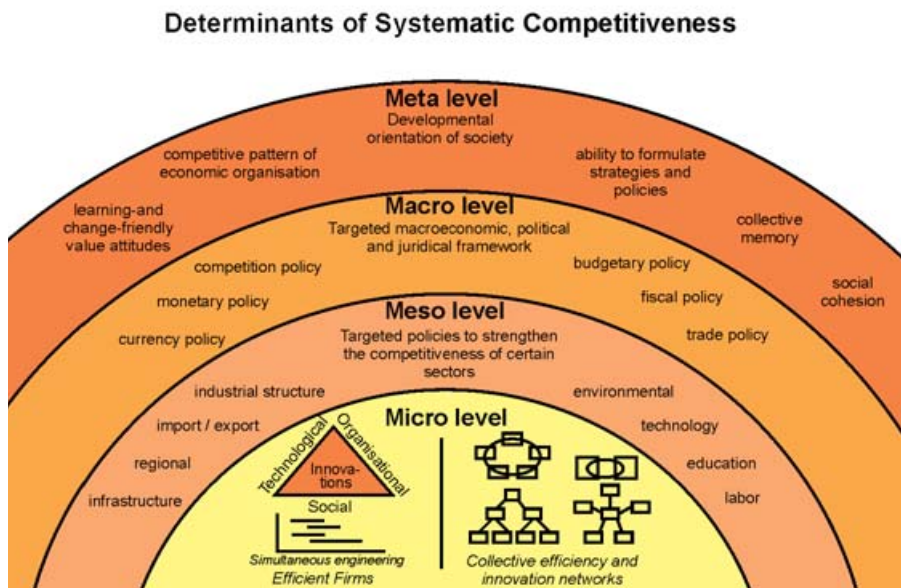 Determinants of Systematic Competitiveness
Meta level
Developmental
orientation of society
competitive pattern of
economic organisation
ability to formulate
strategies and
policies
learning-and
change-friendly
value attitudes
collective
memory
social
cohesion
Macro level
Targeted macroeconomic, political
and juridical framework
competition policy
monetary policy
currency policy
budgetary policy
fiscal policy
trade policy
Meso level
Targeted policies to strengthen
the competitiveness of certain
sectors
industrial structure
import / export
regional
infrastructure
environmental
technology
education
labor
Micro level
Technological
Organisational
Innova-
tions
Social
Simultaneous engineering
Efficient Firms
Collective efficiency and
innovation networks